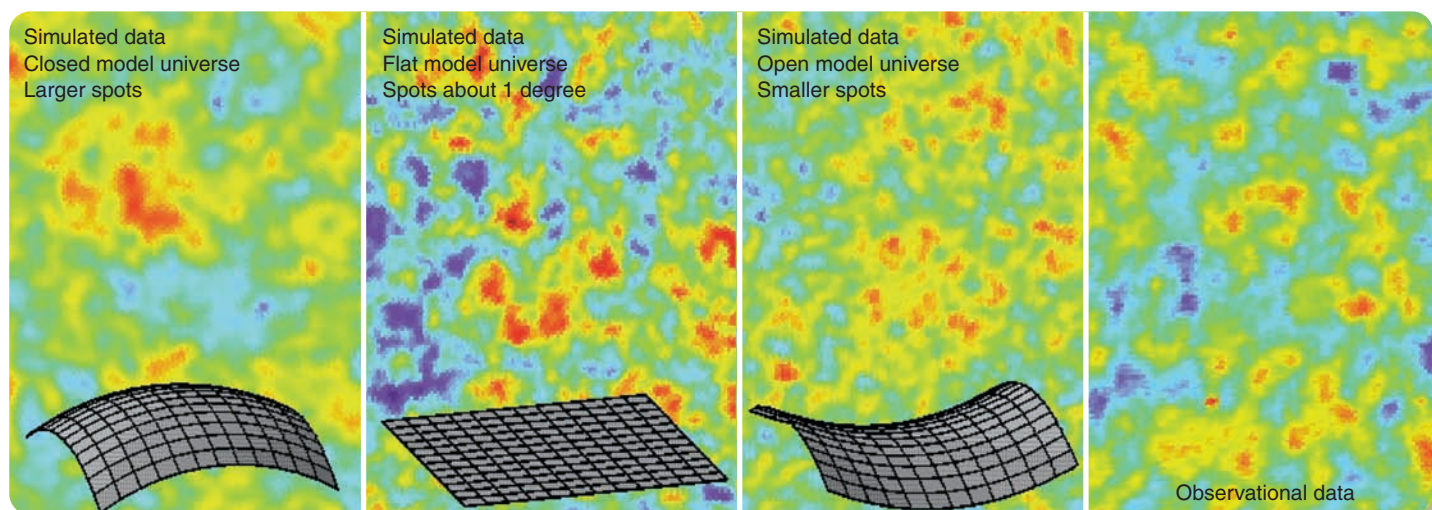 Simulated data
Closed model universe
Larger spots
Simulated data
Flat model universe
Spots about 1 degree
Simulated data
Open model universe
Smaller spots
Observational data